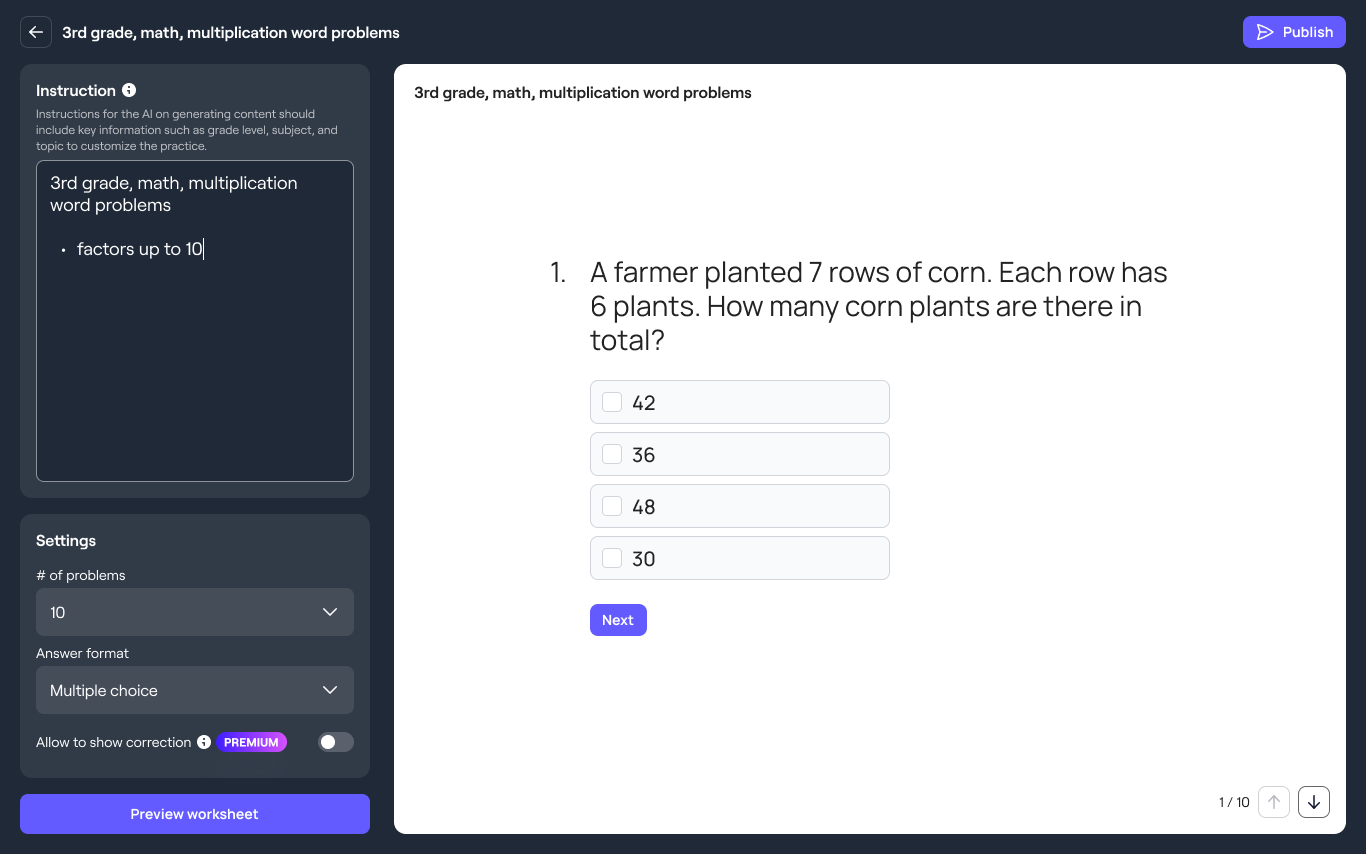 3rd grade, math, multiplication word problems
Publish
Instruction
Instructions for the AI on generating content should
include key information such as grade level, subject, and
topic to customize the practice.
3rd grade, math, multiplication
word problems
• factors up to 10
Settings
# of problems
10
Answer format
Multiple choice
Allow to show correction PREMIUM
Preview worksheet
3rd grade, math, multiplication word problems
1. A farmer planted 7 rows of corn. Each row has
6 plants. How many corn plants are there in
total?
42
36
48
30
Next
1 / 10